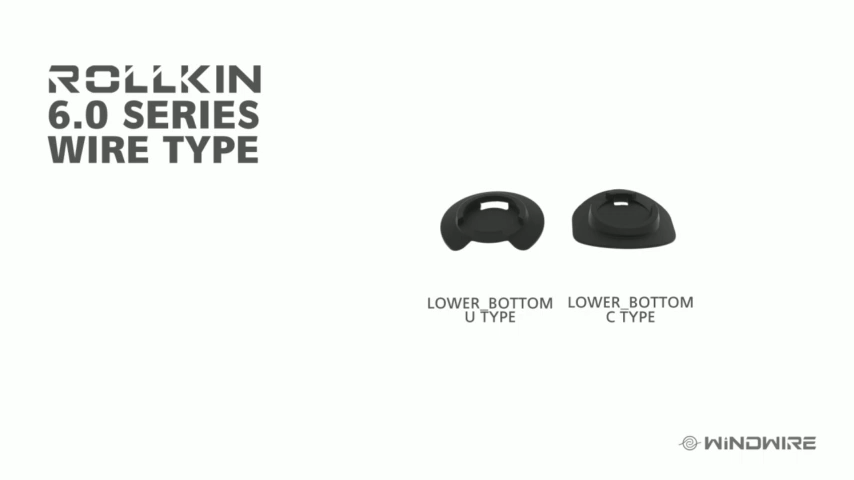 ROLLKIN
6.0 SERIES
WIRE TYPE
LOWER_BOTTOM
U TYPE
LOWER_BOTTOM
C TYPE
WiNDWIRE